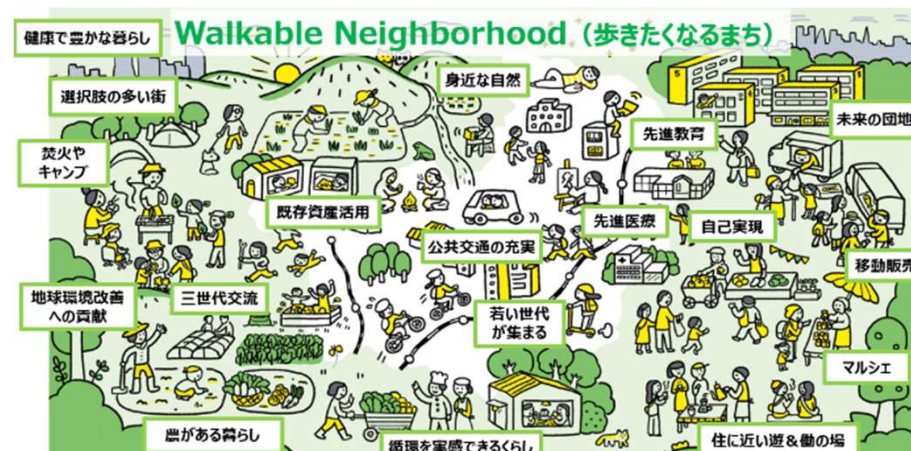 Walkable Neighborhood（歩きたくなるまち）
健康で豊かな暮らし
選択肢の多い街
身近な自然
未来の団地
先進教育
焚火や
キャンプ
既存資産活用
先進医療
自己実現
公共交通の充実
移動販売
地球環境改善
への貢献
三世代交流
若い世代
が集まる
マルシェ
農がある暮らし
循環を実感できるくらし
住に近い遊＆働の場